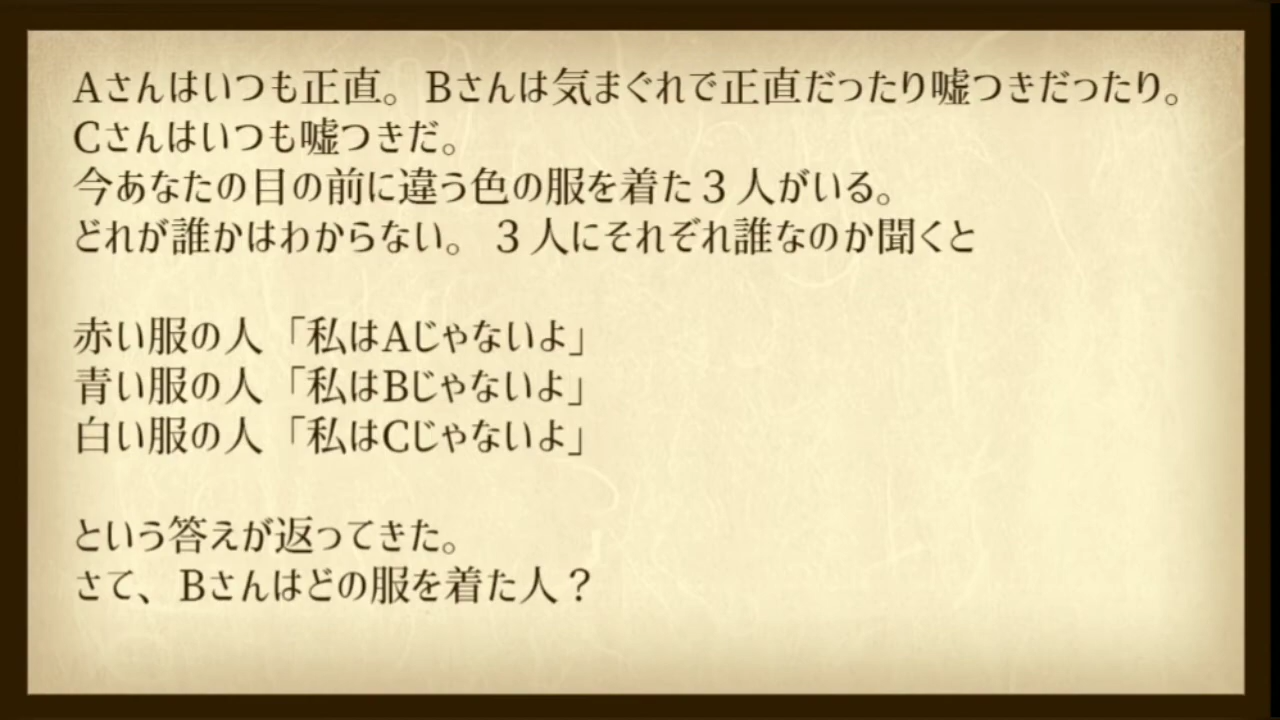 Aさんはいつも正直。Bさんは気まぐれで正直だったり嘘つきだったり。
Cさんはいつも嘘つきだ。
今あなたの目の前に違う色の服を着た３人がいる。
どれが誰かはわからない。 ３人にそれぞれ誰なのか聞くと
赤い服の人「私はAじゃないよ」
青い服の人「私はBじゃないよ」
白い服の人「私はCじゃないよ」
という答えが返ってきた。
さて、Bさんはどの服を着た人？